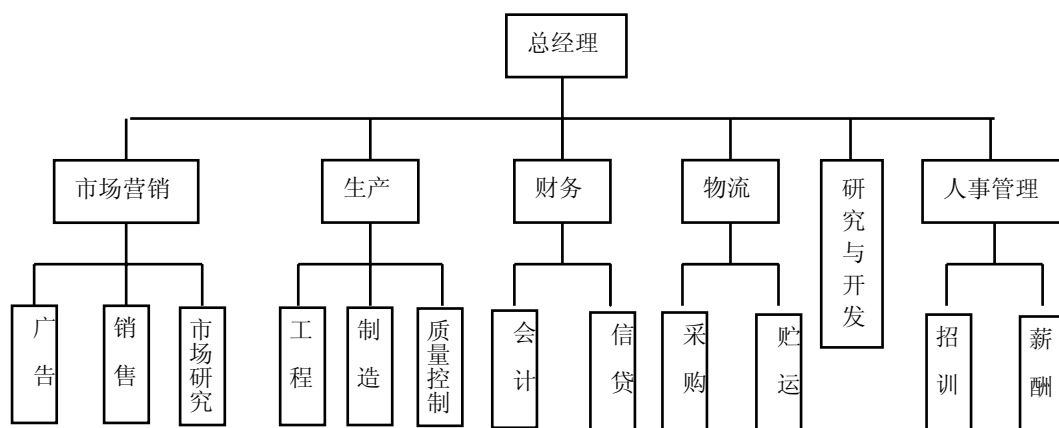 总经理
市场营销
生产
财务
物流
研究与开发
人事管理
广告
销售
市场研究
工程
制造
质量控制
会计
信贷
采购
贮运
招训
薪酬